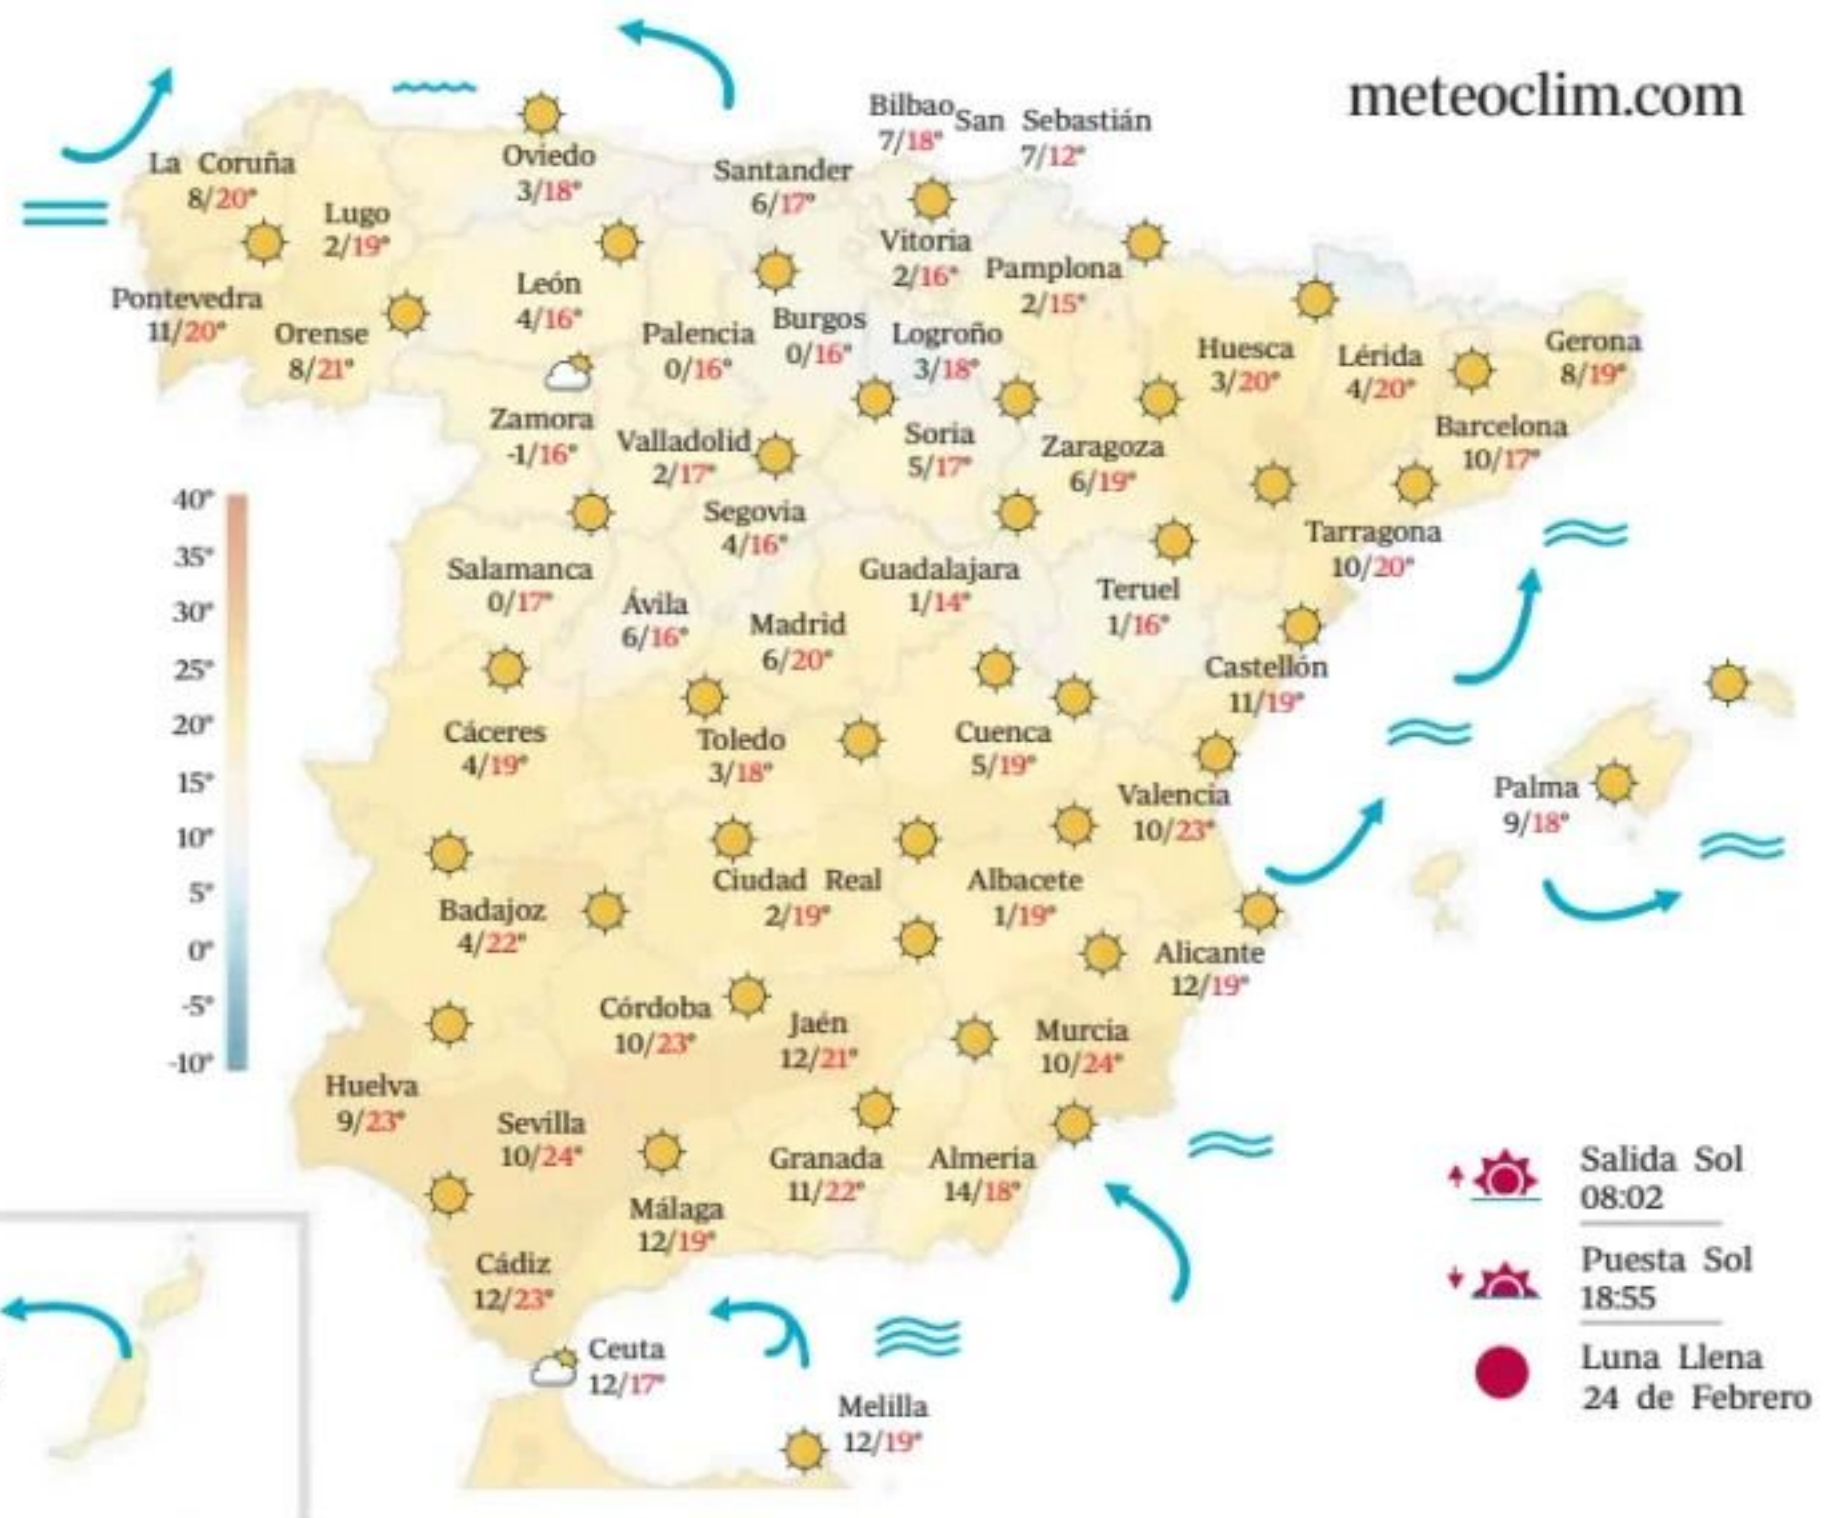 meteoclim.com
Bilbao
7/18°
San Sebastián
7/12°
La Coruña
8/20°
Oviedo
3/18°
Santander
6/17°
Lugo
2/19°
Vitoria
2/16°
Pamplona
2/15°
Pontevedra
11/20°
Orense
8/21°
León
4/16°
Palencia
0/16°
Burgos
0/16°
Logroño
3/18°
Huesca
3/20°
Lérida
4/20°
Gerona
8/19°
Zamora
-1/16°
Valladolid
2/17°
Soria
5/17°
Zaragoza
6/19°
Barcelona
10/17°
Segovia
4/16°
Tarragona
10/20°
Salamanca
0/17°
Ávila
6/16°
Madrid
6/20°
Guadalajara
1/14°
Teruel
1/16°
Castellón
11/19°
Cáceres
4/19°
Toledo
3/18°
Cuenca
5/19°
Valencia
10/23°
Palma
9/18°
Badajoz
4/22°
Ciudad Real
2/19°
Albacete
1/19°
Alicante
12/19°
Córdoba
10/23°
Jaén
12/21°
Murcia
10/24°
Huelva
9/23°
Sevilla
10/24°
Granada
11/22°
Almería
14/18°
Málaga
12/19°
Cádiz
12/23°
Ceuta
12/17°
Melilla
12/19°
40°
35°
30°
25°
20°
15°
10°
5°
0°
-5°
-10°
Salida Sol
08:02
Puesta Sol
18:55
Luna Llena
24 de Febrero